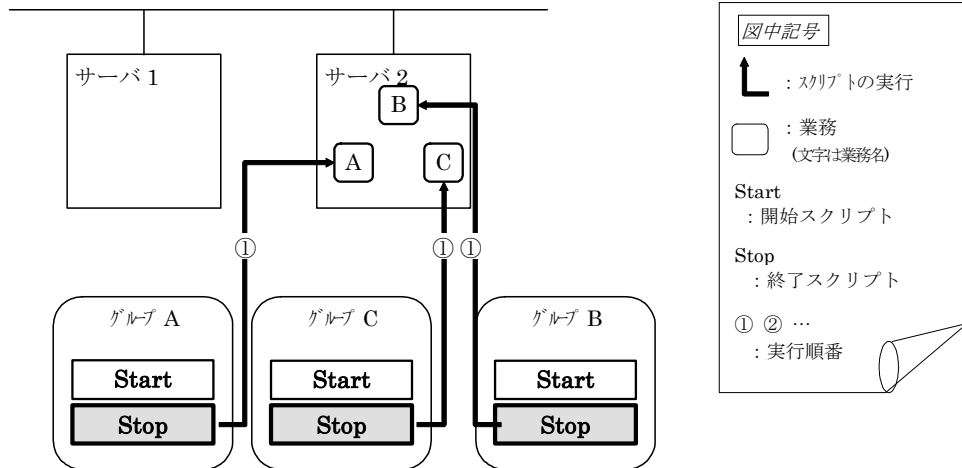 サーバ 1
サーバ 2
B
A
C
①
①
①
ｸﾞﾙｰﾌﾟ A
ｸﾞﾙｰﾌﾟ C
ｸﾞﾙｰﾌﾟ B
Start
Start
Start
Stop
Stop
Stop
図中記号
：ｽｸﾘﾌﾟﾄの実行
：業務
(文字は業務名)
Start
：開始スクリプト
Stop
：終了スクリプト
① ② …
：実行順番